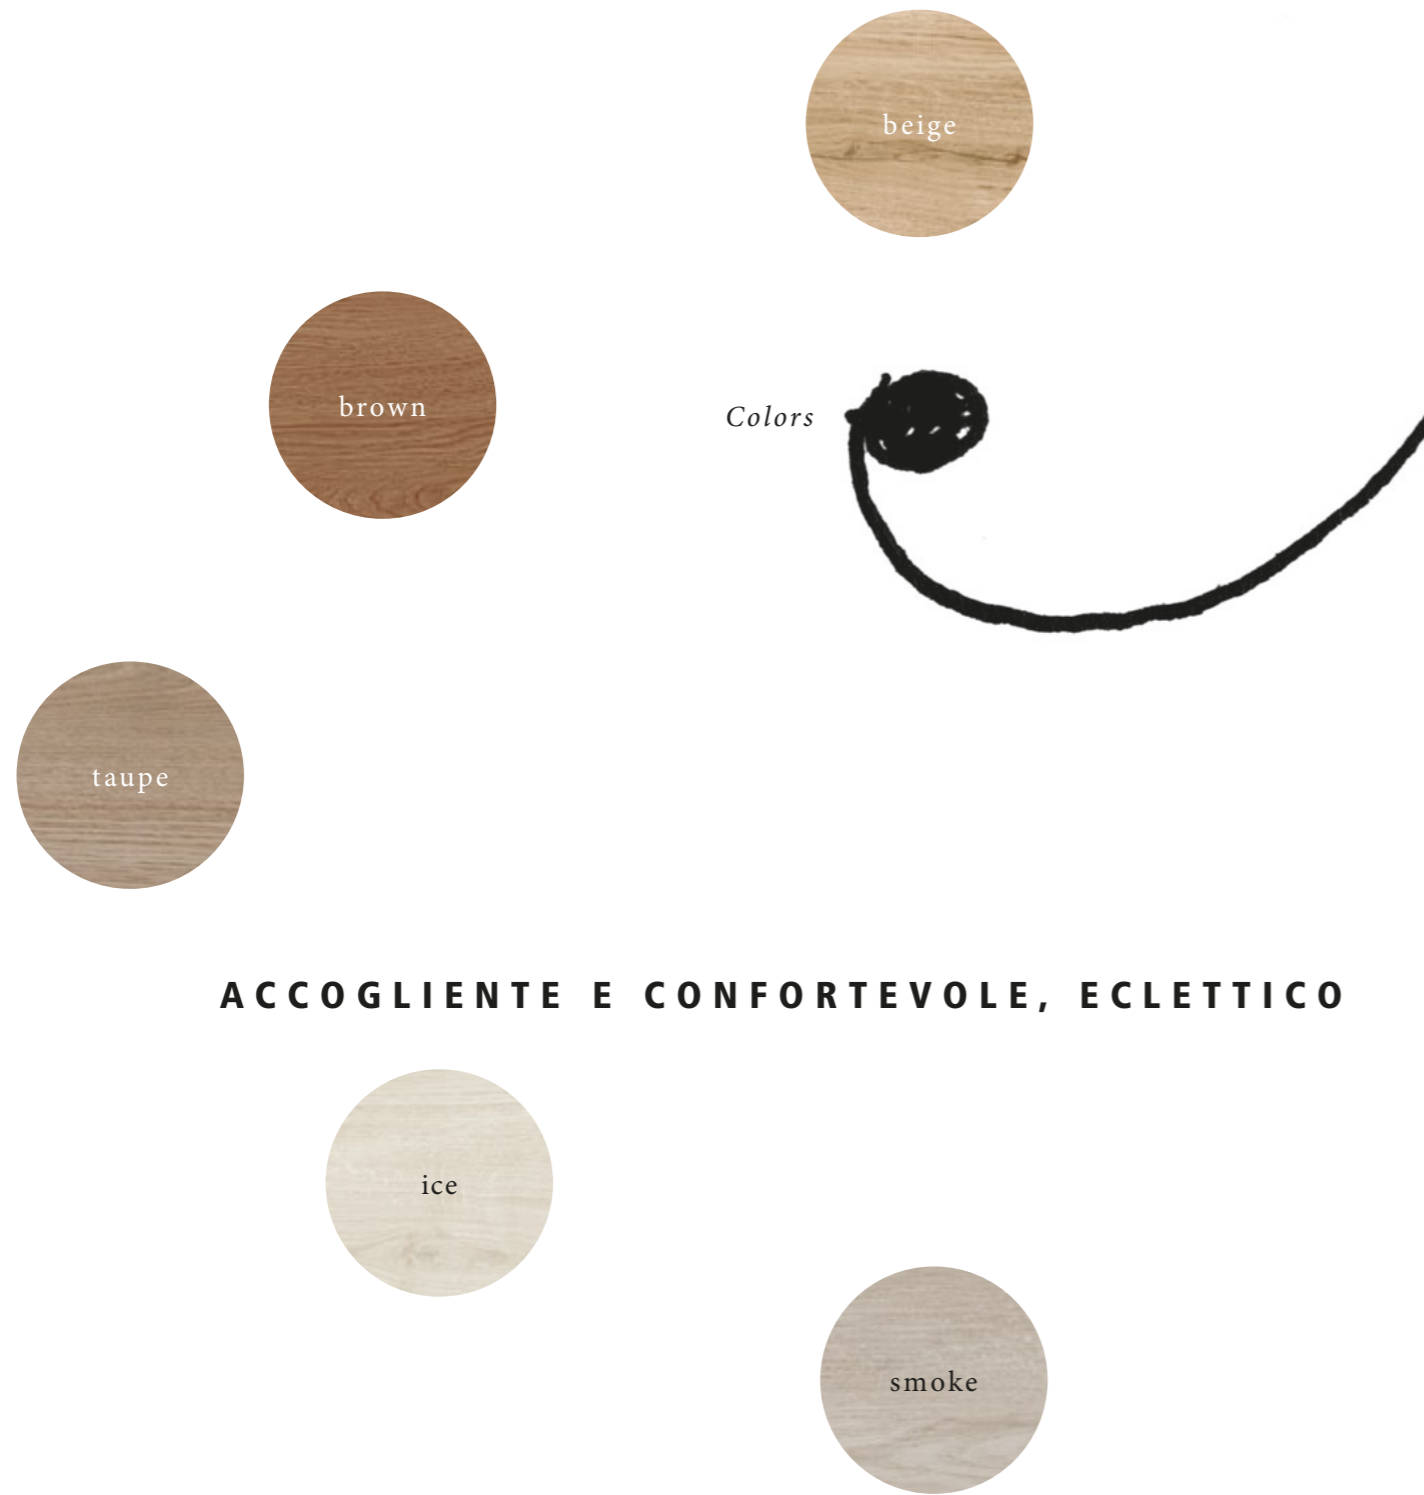 beige
brown
Colors
taupe
ACCOGLIENTE E CONFORTEVOLE, ECLETTICO
ice
smoke